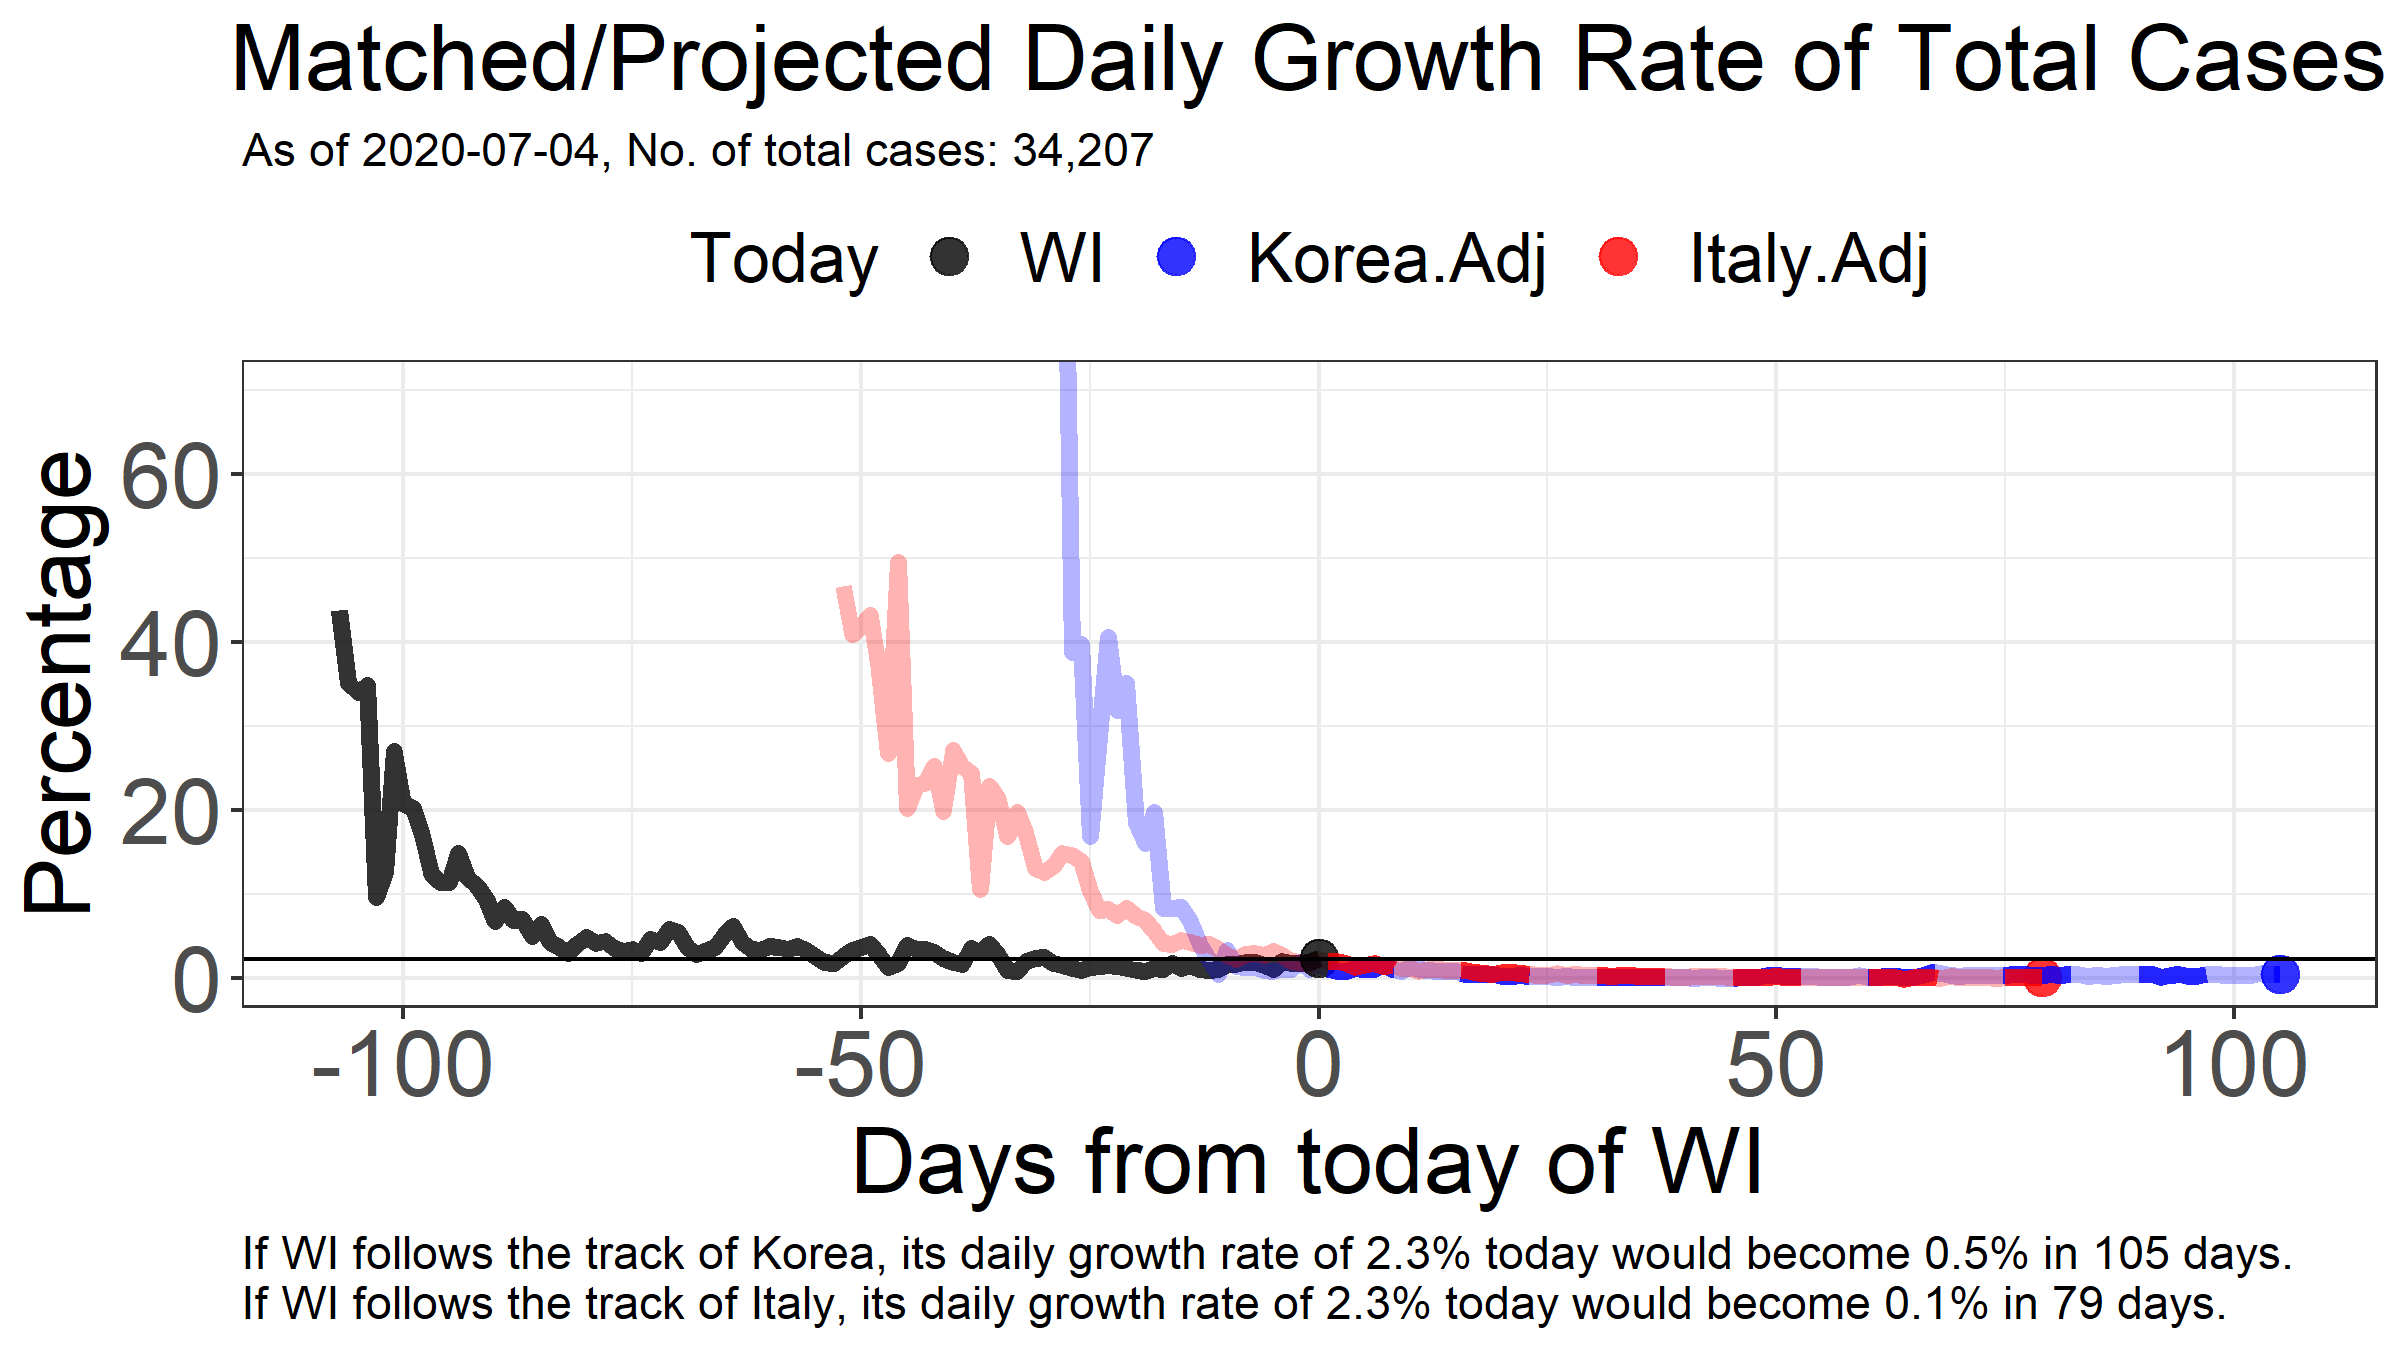 Matched/Projected Daily Growth Rate of Total Cases
As of 2020-07-04, No. of total cases: 34,207
Today WI Korea.Adj Italy.Adj
Percentage
60
40
20
0
-100 -50 0 50 100
Days from today of WI
If WI follows the track of Korea, its daily growth rate of 2.3% today would become 0.5% in 105 days.
If WI follows the track of Italy, its daily growth rate of 2.3% today would become 0.1% in 79 days.